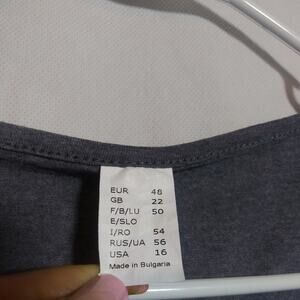 EUR 48
GB 22
F/B/LU 50
E/SLO
I/RO 54
RUS/UA 56
USA 16
Made in Bulgaria